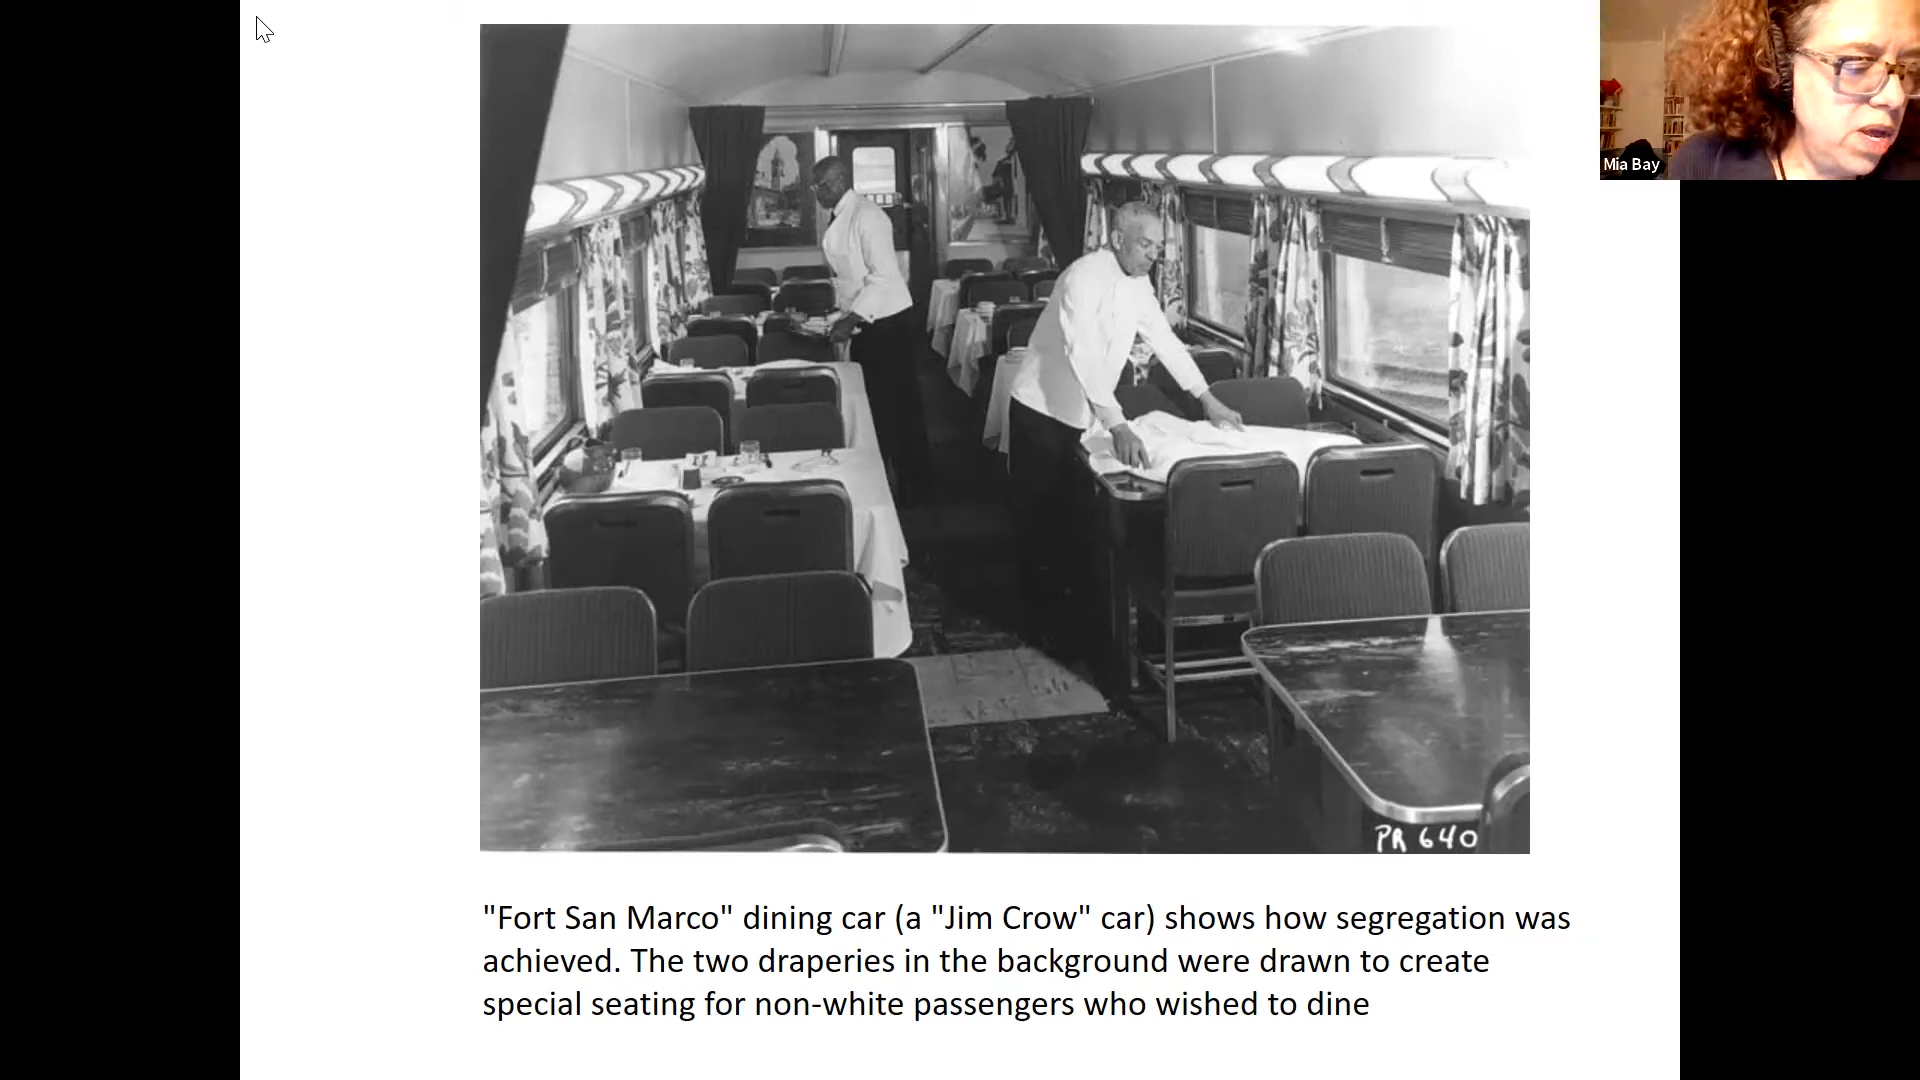 Mia Bay
PR 640
"Fort San Marco" dining car (a "Jim Crow" car) shows how segregation was
achieved. The two draperies in the background were drawn to create
special seating for non-white passengers who wished to dine